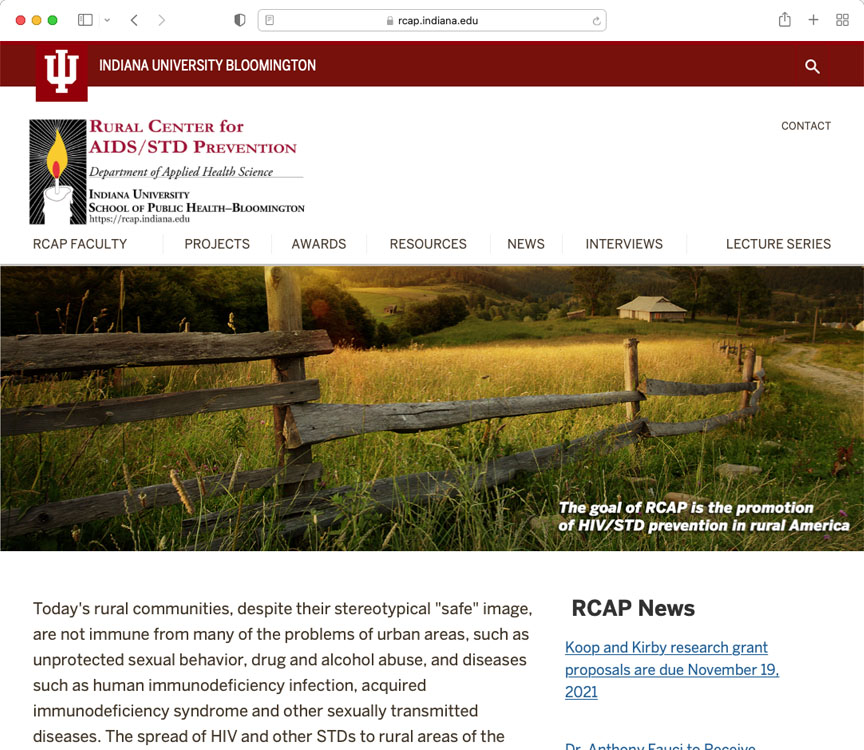 rcap.indiana.edu
INDIANA UNIVERSITY BLOOMINGTON
RURAL CENTER for
AIDS/STD PREVENTION
Department of Applied Health Science
INDIANA UNIVERSITY
SCHOOL OF PUBLIC HEALTH–BLOOMINGTON
https://rcap.indiana.edu
CONTACT
RCAP FACULTY PROJECTS AWARDS RESOURCES NEWS INTERVIEWS LECTURE SERIES
The goal of RCAP is the promotion
of HIV/STD prevention in rural America
Today's rural communities, despite their stereotypical "safe" image,
are not immune from many of the problems of urban areas, such as
unprotected sexual behavior, drug and alcohol abuse, and diseases
such as human immunodeficiency infection, acquired
immunodeficiency syndrome and other sexually transmitted
diseases. The spread of HIV and other STDs to rural areas of the
RCAP News
Koop and Kirby research grant
proposals are due November 19,
2021
Dr. Anthony Fauci to Receive